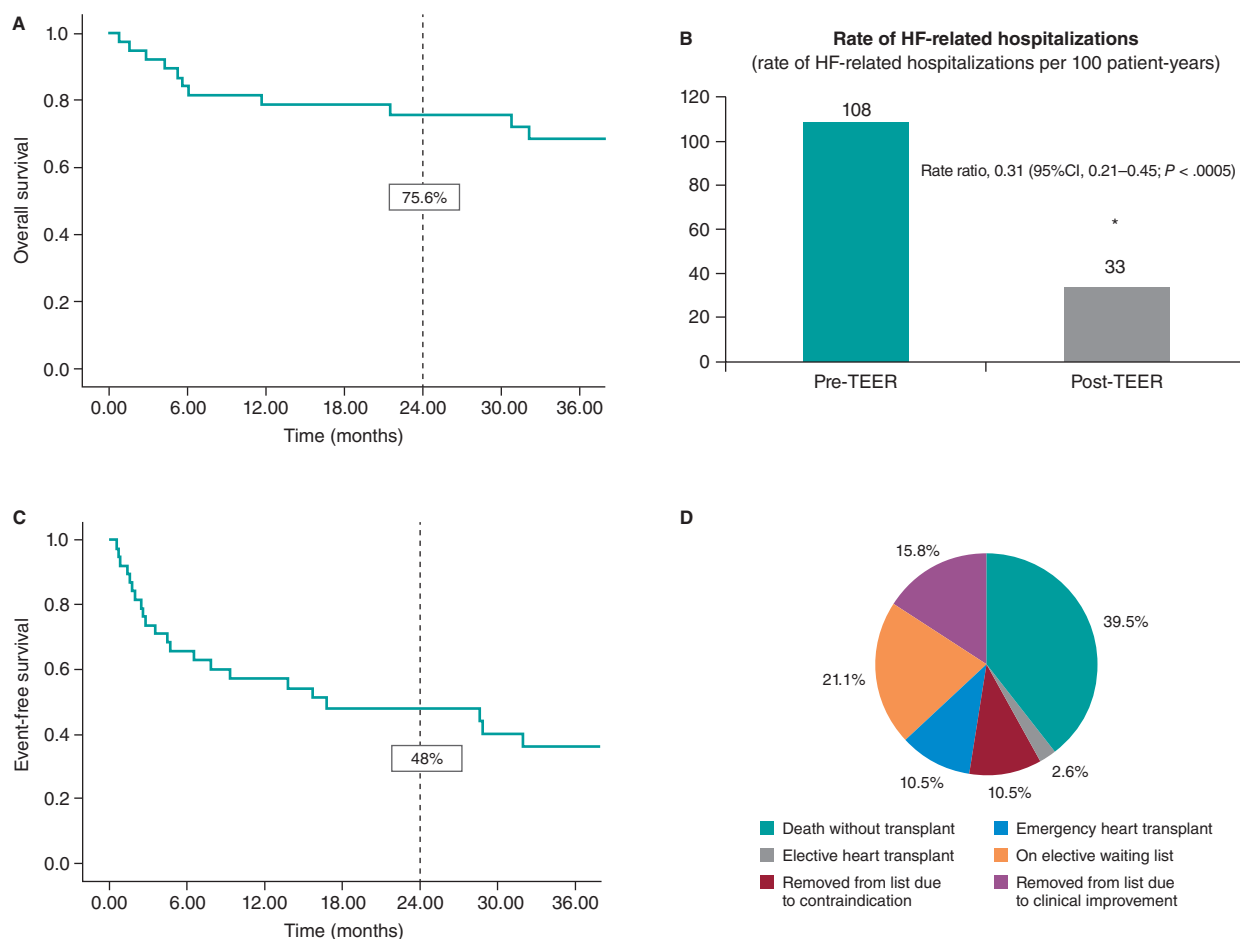 A
1.0
0.8
0.6
0.4
0.2
0.0
Overall survival
75.6%
0.00 6.00 12.00 18.00 24.00 30.00 36.00
Time (months)
B
Rate of HF-related hospitalizations
(rate of HF-related hospitalizations per 100 patient-years)
120
100
80
60
40
20
0
108
Rate ratio, 0.31 (95%CI, 0.21–0.45; P < .0005)
*
33
Pre-TEER Post-TEER
C
1.0
0.8
0.6
0.4
0.2
0.0
Event-free survival
48%
0.00 6.00 12.00 18.00 24.00 30.00 36.00
Time (months)
D
15.8%
39.5%
21.1%
2.6%
10.5%
10.5%
Death without transplant
Elective heart transplant
Removed from list due
to contraindication
Emergency heart transplant
On elective waiting list
Removed from list due
to clinical improvement